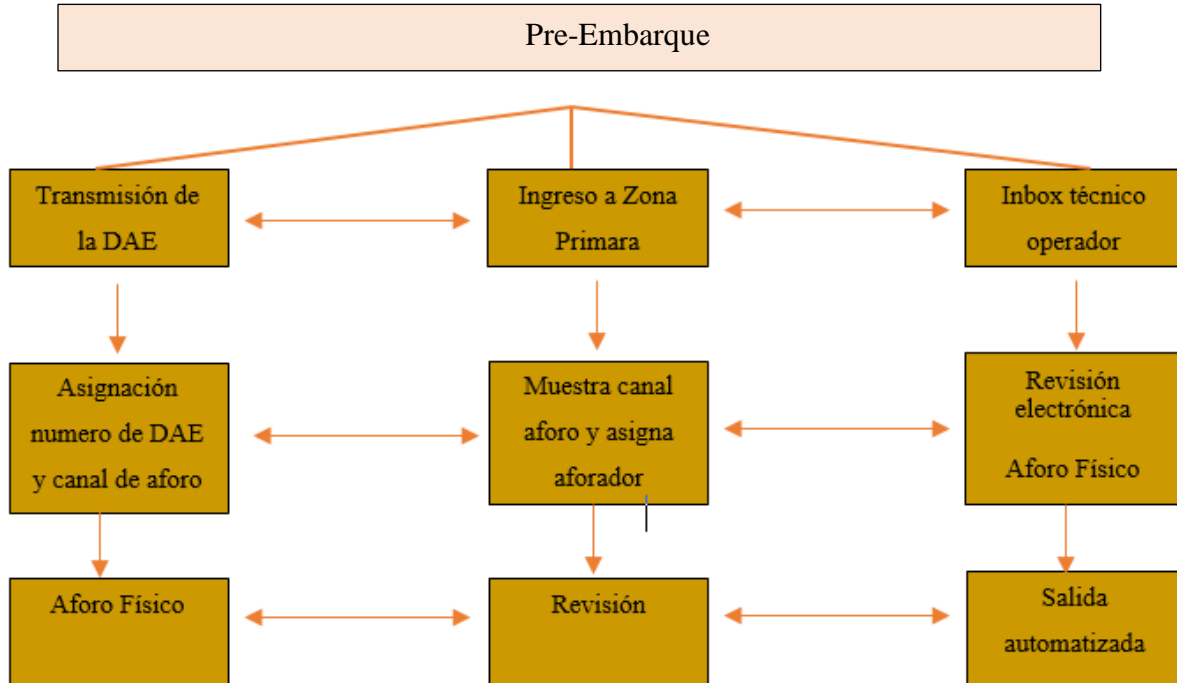 Pre-Embarque
Transmisión de
la DAE
Ingreso a Zona
Primara
Inbox técnico
operador
Asignación
numero de DAE
y canal de aforo
Muestra canal
aforo y asigna
aforador
Revisión
electrónica
Aforo Físico
Aforo Físico
Revisión
Salida
automatizada